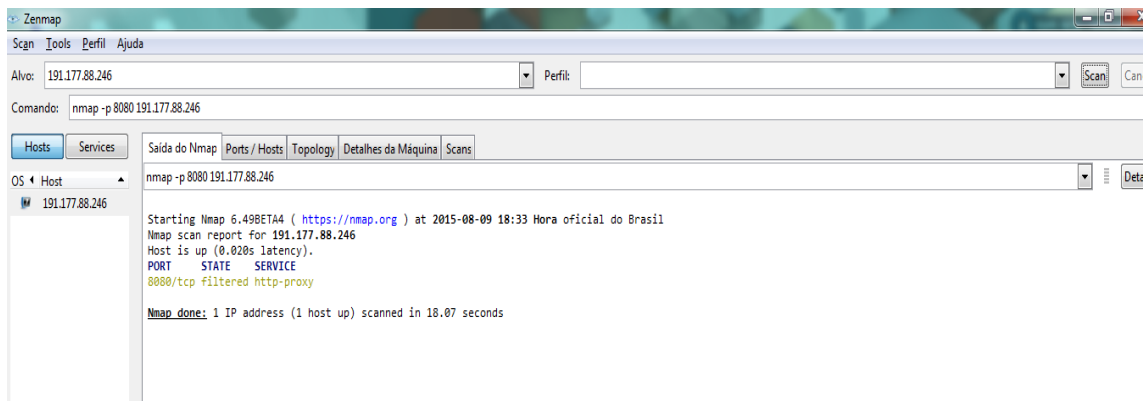 Zenmap
Scan Tools Perfil Ajuda
Alvo: 191.177.88.246 Perfil: Scan
Comando: nmap -p 8080 191.177.88.246
Hosts Services Saída do Nmap Ports / Hosts Topology Detalhes da Máquina Scans
OS Host nmap -p 8080 191.177.88.246
191.177.88.246
Starting Nmap 6.49BETA4 ( https://nmap.org ) at 2015-08-09 18:33 Hora oficial do Brasil
Nmap scan report for 191.177.88.246
Host is up (0.020s latency).
PORT STATE SERVICE
8080/tcp filtered http-proxy
Nmap done: 1 IP address (1 host up) scanned in 18.07 seconds